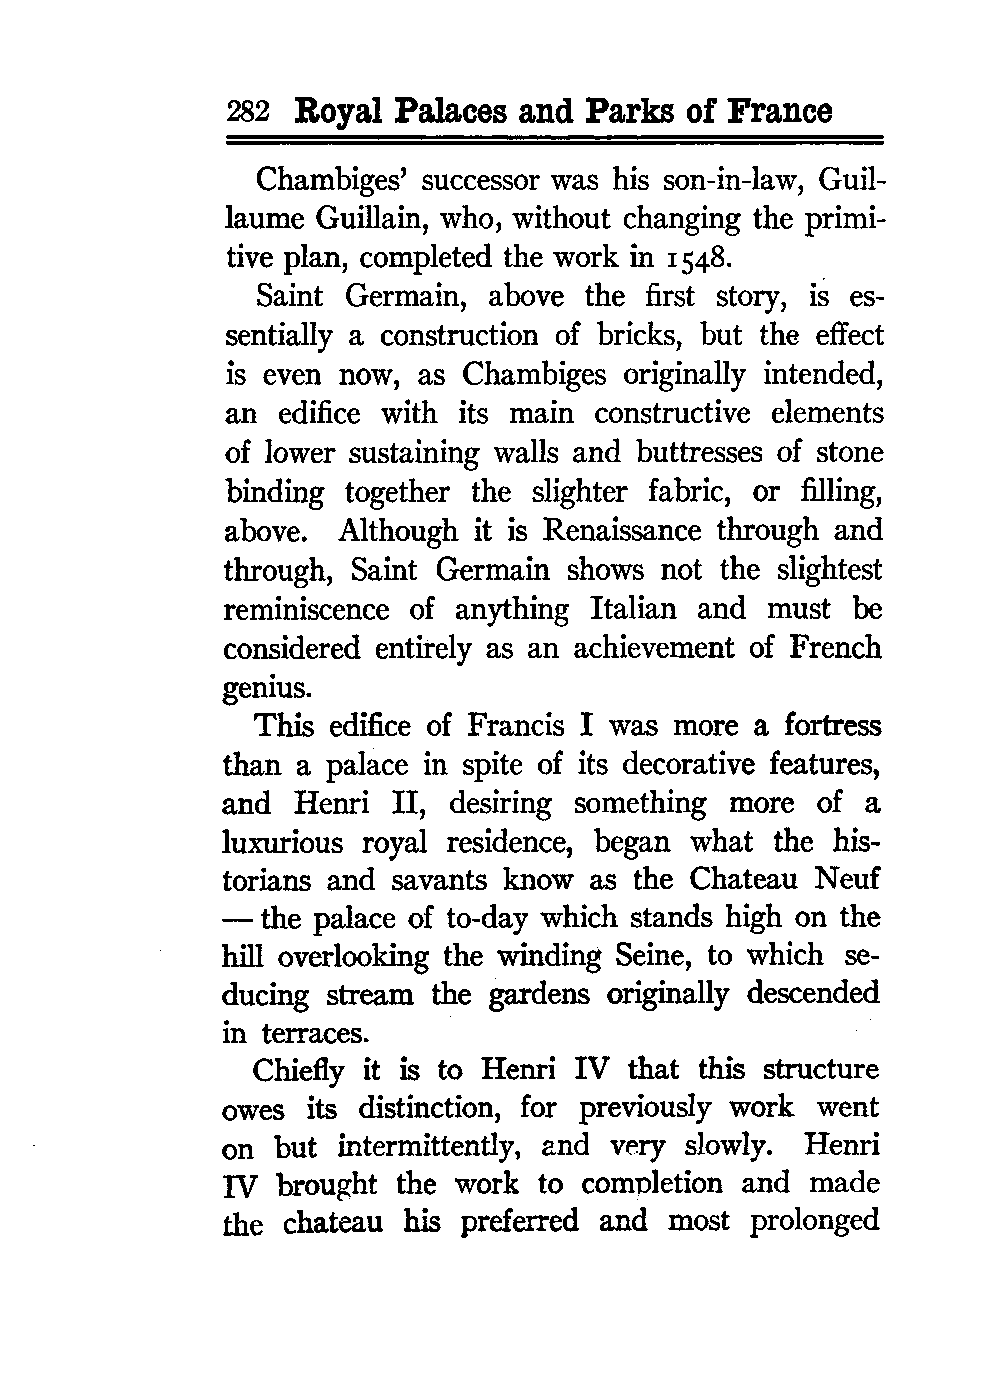 282 Royal Palaces and Parks of France
Chambiges' successor was his son-in-law, Guil-
laume Guillain, who, without changing the primi-
tive plan, completed the work in 1548.
Saint Germain, above the first story, is es-
sentially a construction of bricks, but the effect
is even now, as Chambiges originally intended,
an edifice with its main constructive elements
of lower sustaining walls and buttresses of stone
binding together the slighter fabric, or filling,
above. Although it is Renaissance through and
through, Saint Germain shows not the slightest
reminiscence of anything Italian and must be
considered entirely as an achievement of French
genius.
This edifice of Francis I was more a fortress
than a palace in spite of its decorative features,
and Henri II, desiring something more of a
luxurious royal residence, began what the his-
torians and savants know as the Chateau Neuf
— the palace of to-day which stands high on the
hill overlooking the winding Seine, to which se-
ducing stream the gardens originally descended
in terraces.
Chiefly it is to Henri IV that this structure
owes its distinction, for previously work went
on but intermittently, and very slowly. Henri
IV brought the work to completion and made
the chateau his preferred and most prolonged